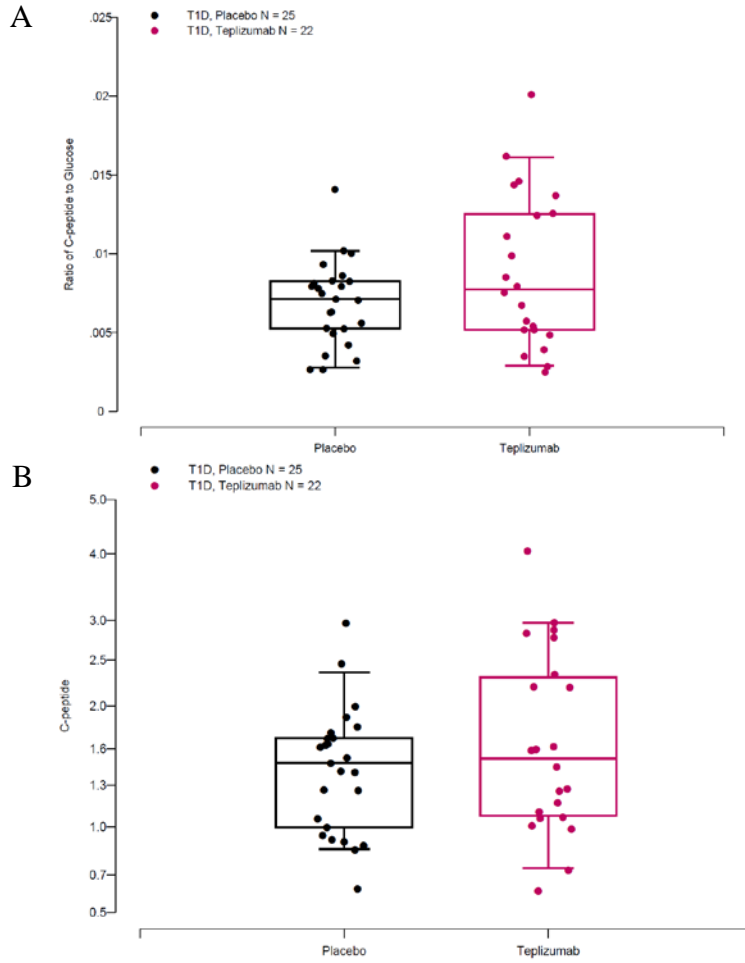 A
T1D, Placebo N = 25
T1D, Teplizumab N = 22
Ratio of C-peptide to Glucose
.025
.02
.015
.01
.005
0
Placebo
Teplizumab
B
T1D, Placebo N = 25
T1D, Teplizumab N = 22
C-peptide
5.0
4.0
3.0
2.5
2.0
1.6
1.3
1.0
0.7
0.5
Placebo
Teplizumab